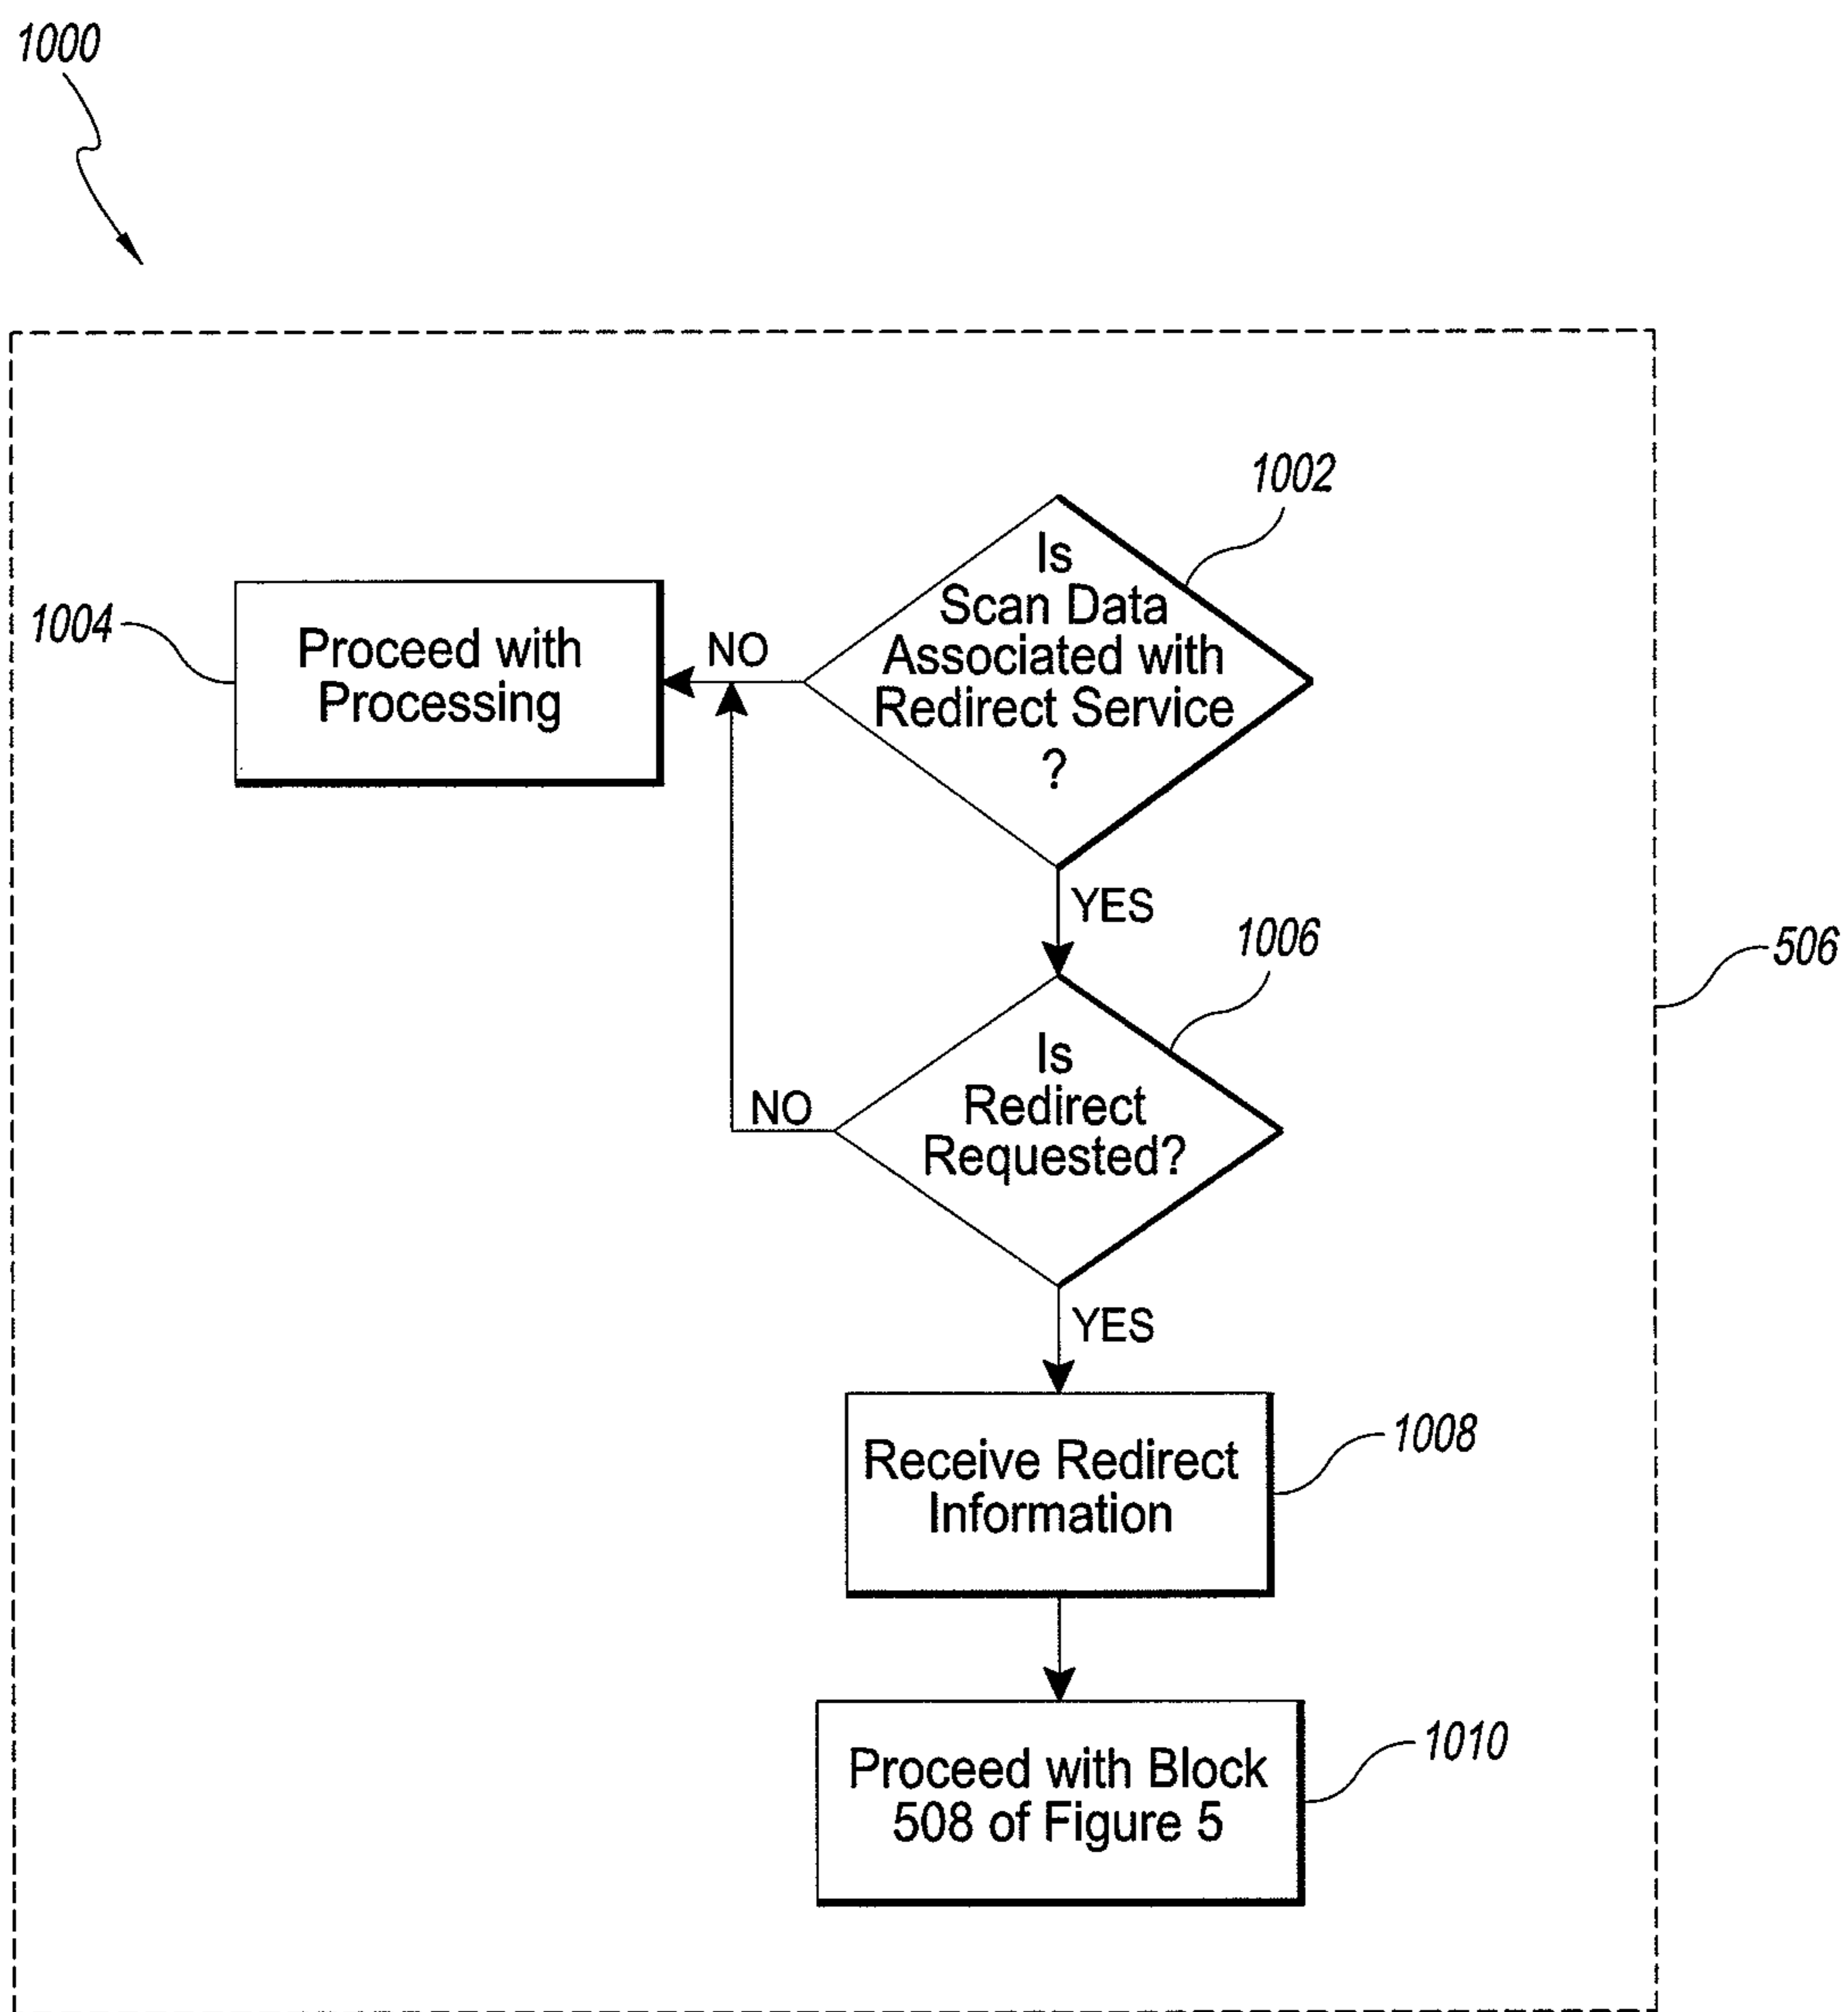 1000
1002
Is
Scan Data
Associated with
Redirect Service
?
1004
Proceed with
Processing
NO
YES
1006
506
Is
Redirect
Requested?
NO
YES
1008
Receive Redirect
Information
1010
Proceed with Block
508 of Figure 5